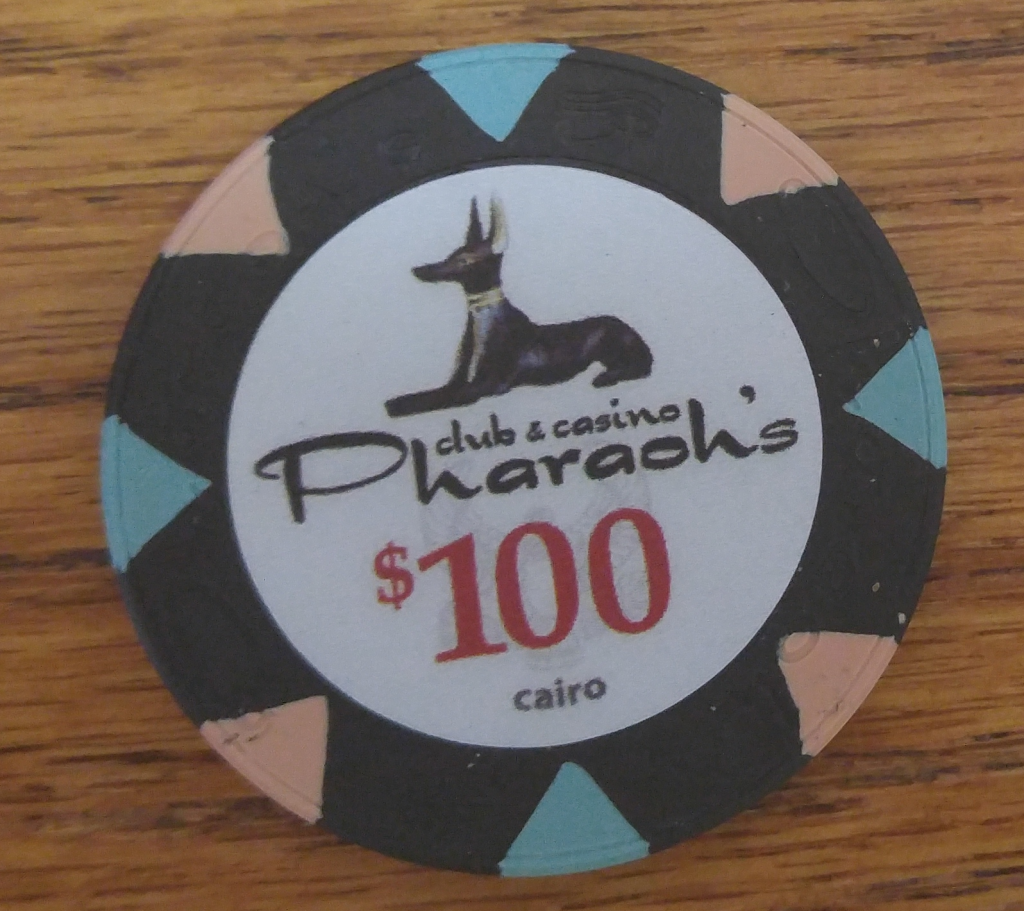 club & casino
Pharaoh's
$100
cairo